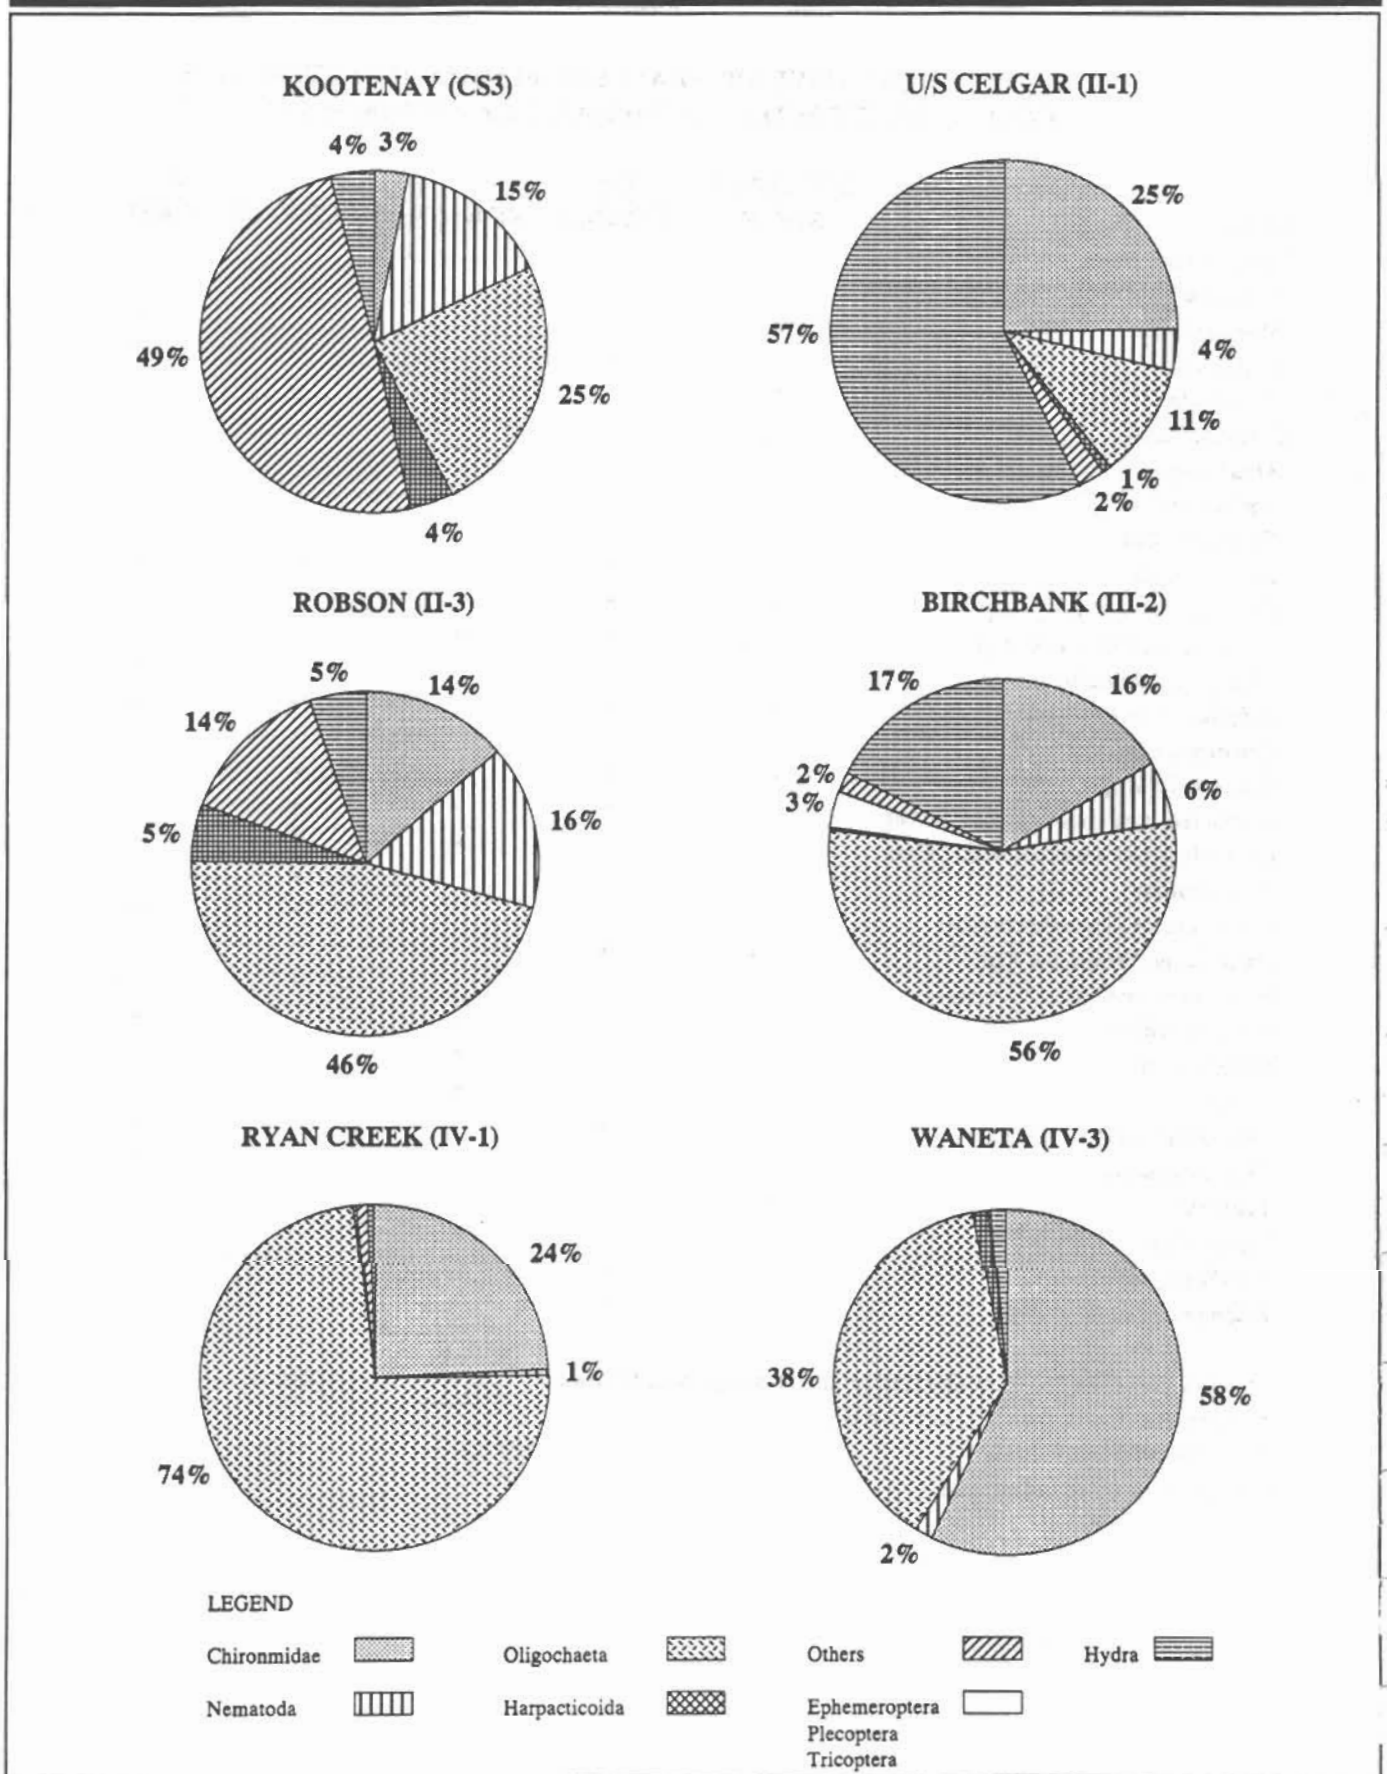 KOOTENAY (CS3)
4% 3%
15%
49%
25%
4%
U/S CELGAR (II-1)
25%
57%
4%
11%
1%
2%
ROBSON (II-3)
5%
14%
14%
16%
5%
46%
BIRCHBANK (III-2)
17%
16%
2%
3%
6%
56%
RYAN CREEK (IV-1)
24%
1%
74%
WANETA (IV-3)
38%
58%
2%
LEGEND
Chironmidae
Oligochaeta
Others
Hydra
Nematoda
Harpacticoida
Ephemeroptera
Plecoptera
Tricoptera